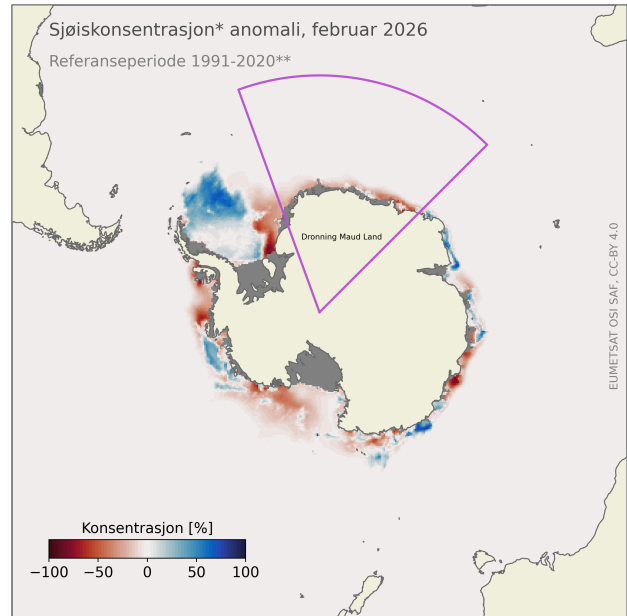 Sjøiskonsentrasjon* anomali, februar 2026
Referanseperiode 1991-2020**
Dronning Maud Land
EUMETSAT OSI SAF, CC-BY 4.0
Konsentrasjon [%]
−100 −50 0 50 100